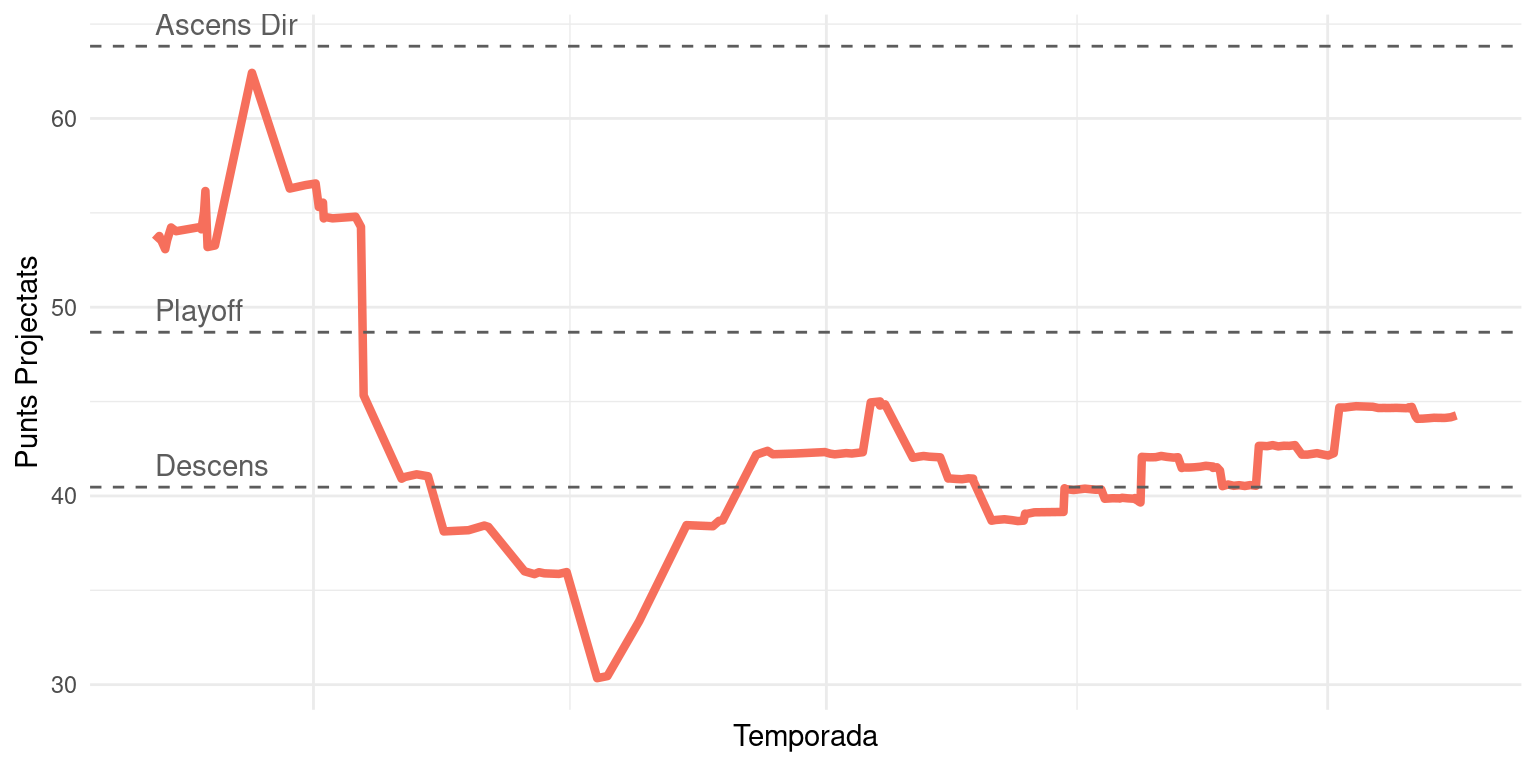 Ascens Dir
60
Playoff
50
Descens
40
30
Punts Projectats
Temporada